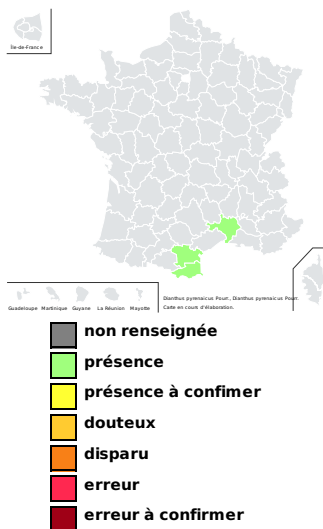 Île-de-France
Guadeloupe Martinique Guyane La Réunion Mayotte
Dianthus pyrenaicus Pourr., Dianthus pyrenaicus Pourr.
Carte en cours d'élaboration.
non renseignée
présence
présence à confimer
douteux
disparu
erreur
erreur à confirmer